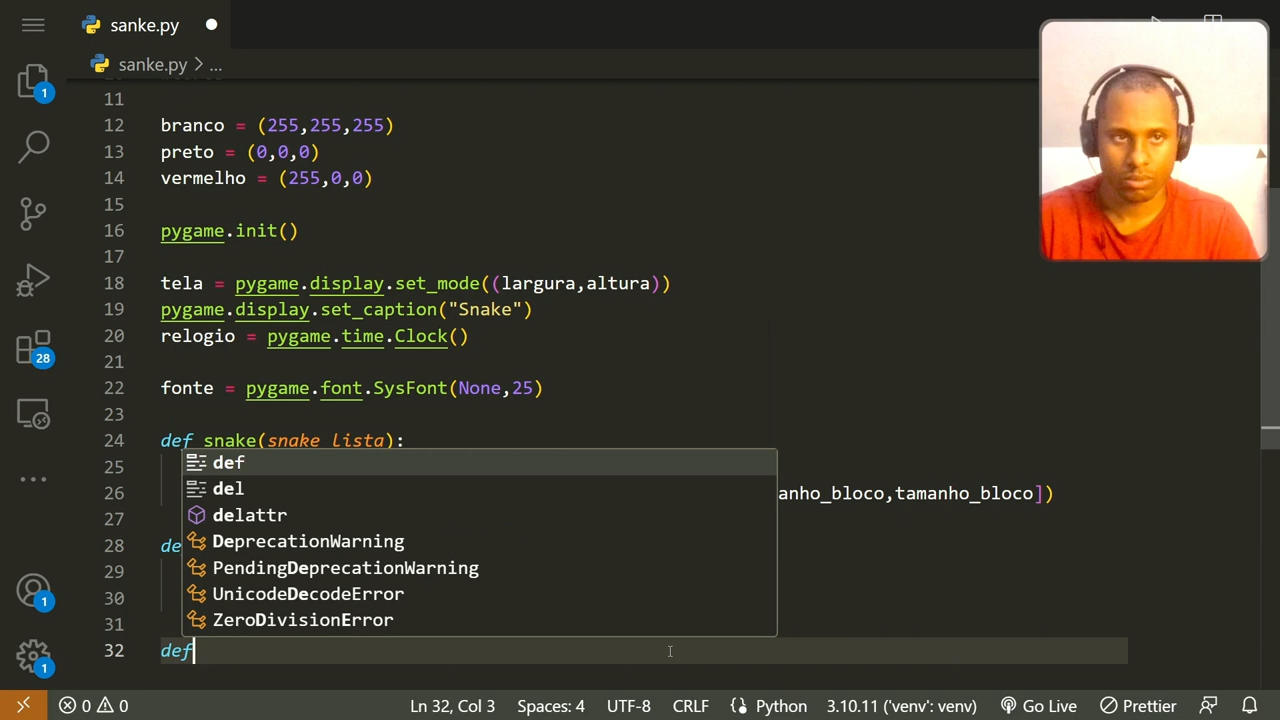 sanke.py
sanke.py > ...
11
12 branco = (255,255,255)
13 preto = (0,0,0)
14 vermelho = (255,0,0)
15
16 pygame.init()
17
18 tela = pygame.display.set_mode((largura,altura))
19 pygame.display.set_caption("Snake")
20 relogio = pygame.time.Clock()
21
22 fonte = pygame.font.SysFont(None,25)
23
24 def snake(snake_lista):
25
26 anho_bloco,tamanho_bloco])
27
28 de
29
30
31
32 def
def
del
delattr
DeprecationWarning
PendingDeprecationWarning
UnicodeDecodeError
ZeroDivisionError
1
28
1
1
0 0 Ln 32, Col 3 Spaces: 4 UTF-8 CRLF Python 3.10.11 ('venv': venv) Go Live Prettier